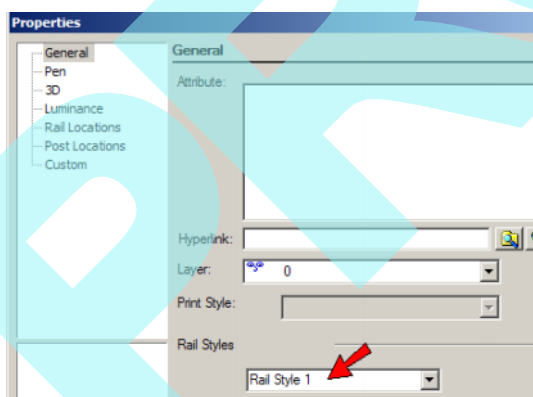 Properties
General
Pen
3D
Luminance
Rail Locations
Post Locations
Custom
General
Attribute:
Hyperlink:
Layer: 0
Print Style:
Rail Styles
Rail Style 1